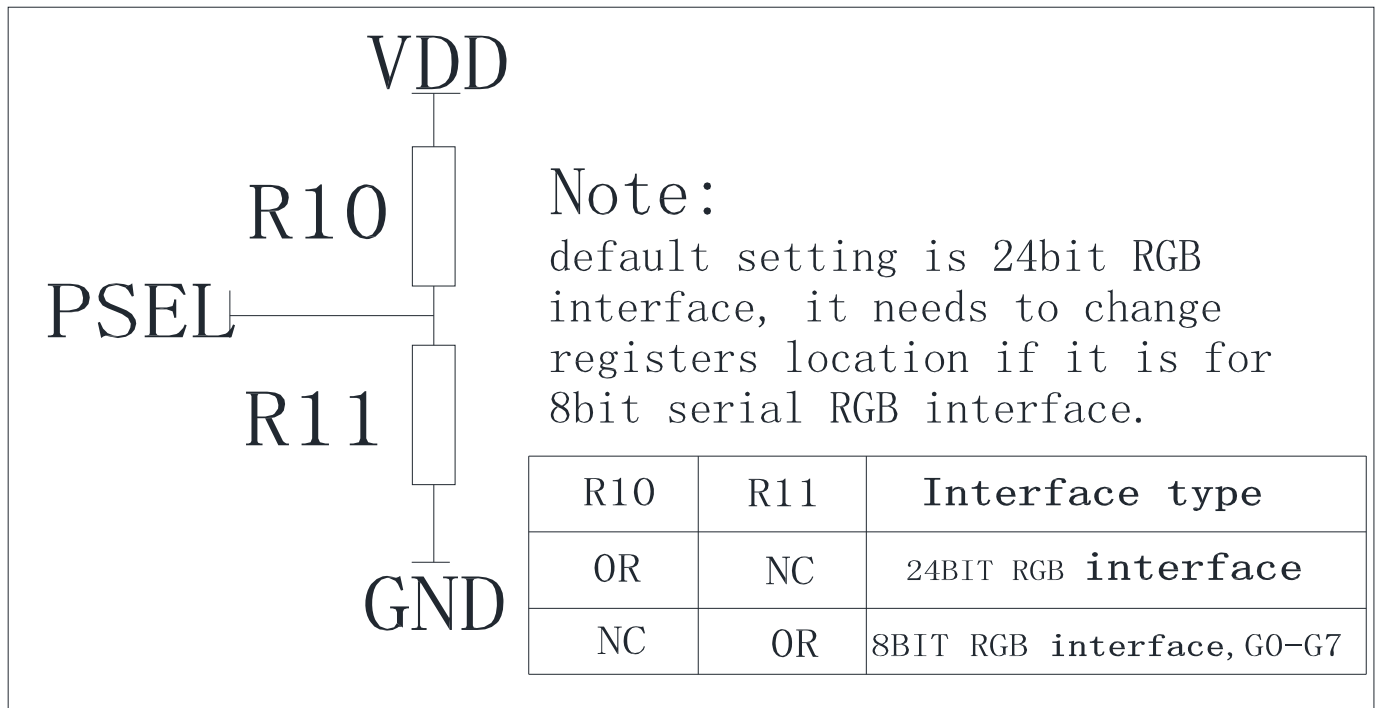 VDD
R10
PSEL
R11
GND
Note:
default setting is 24bit RGB
interface, it needs to change
registers location if it is for
8bit serial RGB interface.
R10 R11 Interface type
0R NC 24BIT RGB interface
NC 0R 8BIT RGB interface, G0-G7